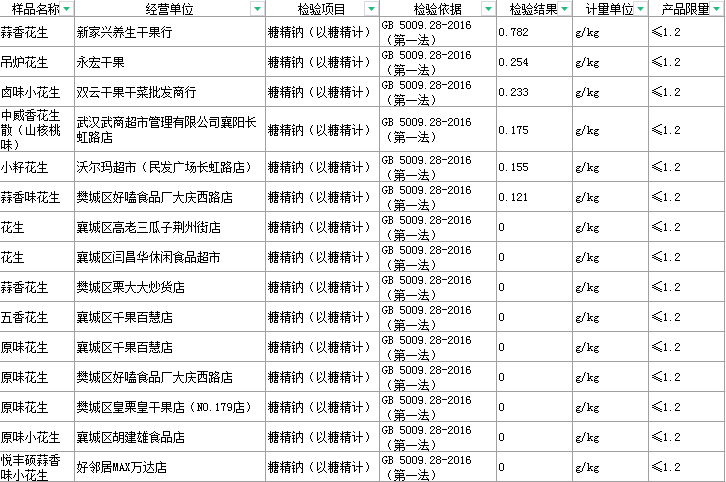 样品名称 经营单位 检验项目 检验依据 检验结果 计量单位 产品限量
蒜香花生 新家兴养生干果行 糖精钠（以糖精计） GB 5009.28-2016
（第一法） 0.782 g/kg ≤1.2
吊炉花生 永宏干果 糖精钠（以糖精计） GB 5009.28-2016
（第一法） 0.254 g/kg ≤1.2
卤味小花生 双云干果干菜批发商行 糖精钠（以糖精计） GB 5009.28-2016
（第一法） 0.233 g/kg ≤1.2
中威香花生
散（山核桃
味） 武汉武商超市管理有限公司襄阳长
虹路店 糖精钠（以糖精计） GB 5009.28-2016
（第一法） 0.175 g/kg ≤1.2
小籽花生 沃尔玛超市（民发广场长虹路店） 糖精钠（以糖精计） GB 5009.28-2016
（第一法） 0.155 g/kg ≤1.2
蒜香味花生 樊城区好嗑食品厂大庆西路店 糖精钠（以糖精计） GB 5009.28-2016
（第一法） 0.121 g/kg ≤1.2
花生 襄城区高老三瓜子荆州街店 糖精钠（以糖精计） GB 5009.28-2016
（第一法） 0 g/kg ≤1.2
花生 襄城区闫昌华休闲食品超市 糖精钠（以糖精计） GB 5009.28-2016
（第一法） 0 g/kg ≤1.2
蒜香花生 樊城区栗大大炒货店 糖精钠（以糖精计） GB 5009.28-2016
（第一法） 0 g/kg ≤1.2
五香花生 襄城区千果百慧店 糖精钠（以糖精计） GB 5009.28-2016
（第一法） 0 g/kg ≤1.2
原味花生 襄城区千果百慧店 糖精钠（以糖精计） GB 5009.28-2016
（第一法） 0 g/kg ≤1.2
原味花生 樊城区好嗑食品厂大庆西路店 糖精钠（以糖精计） GB 5009.28-2016
（第一法） 0 g/kg ≤1.2
原味花生 樊城区皇栗皇干果店（NO.179店） 糖精钠（以糖精计） GB 5009.28-2016
（第一法） 0 g/kg ≤1.2
原味小花生 襄城区胡建雄食品店 糖精钠（以糖精计） GB 5009.28-2016
（第一法） 0 g/kg ≤1.2
悦丰硕蒜香
味小花生 好邻居MAX万达店 糖精钠（以糖精计） GB 5009.28-2016
（第一法） 0 g/kg ≤1.2